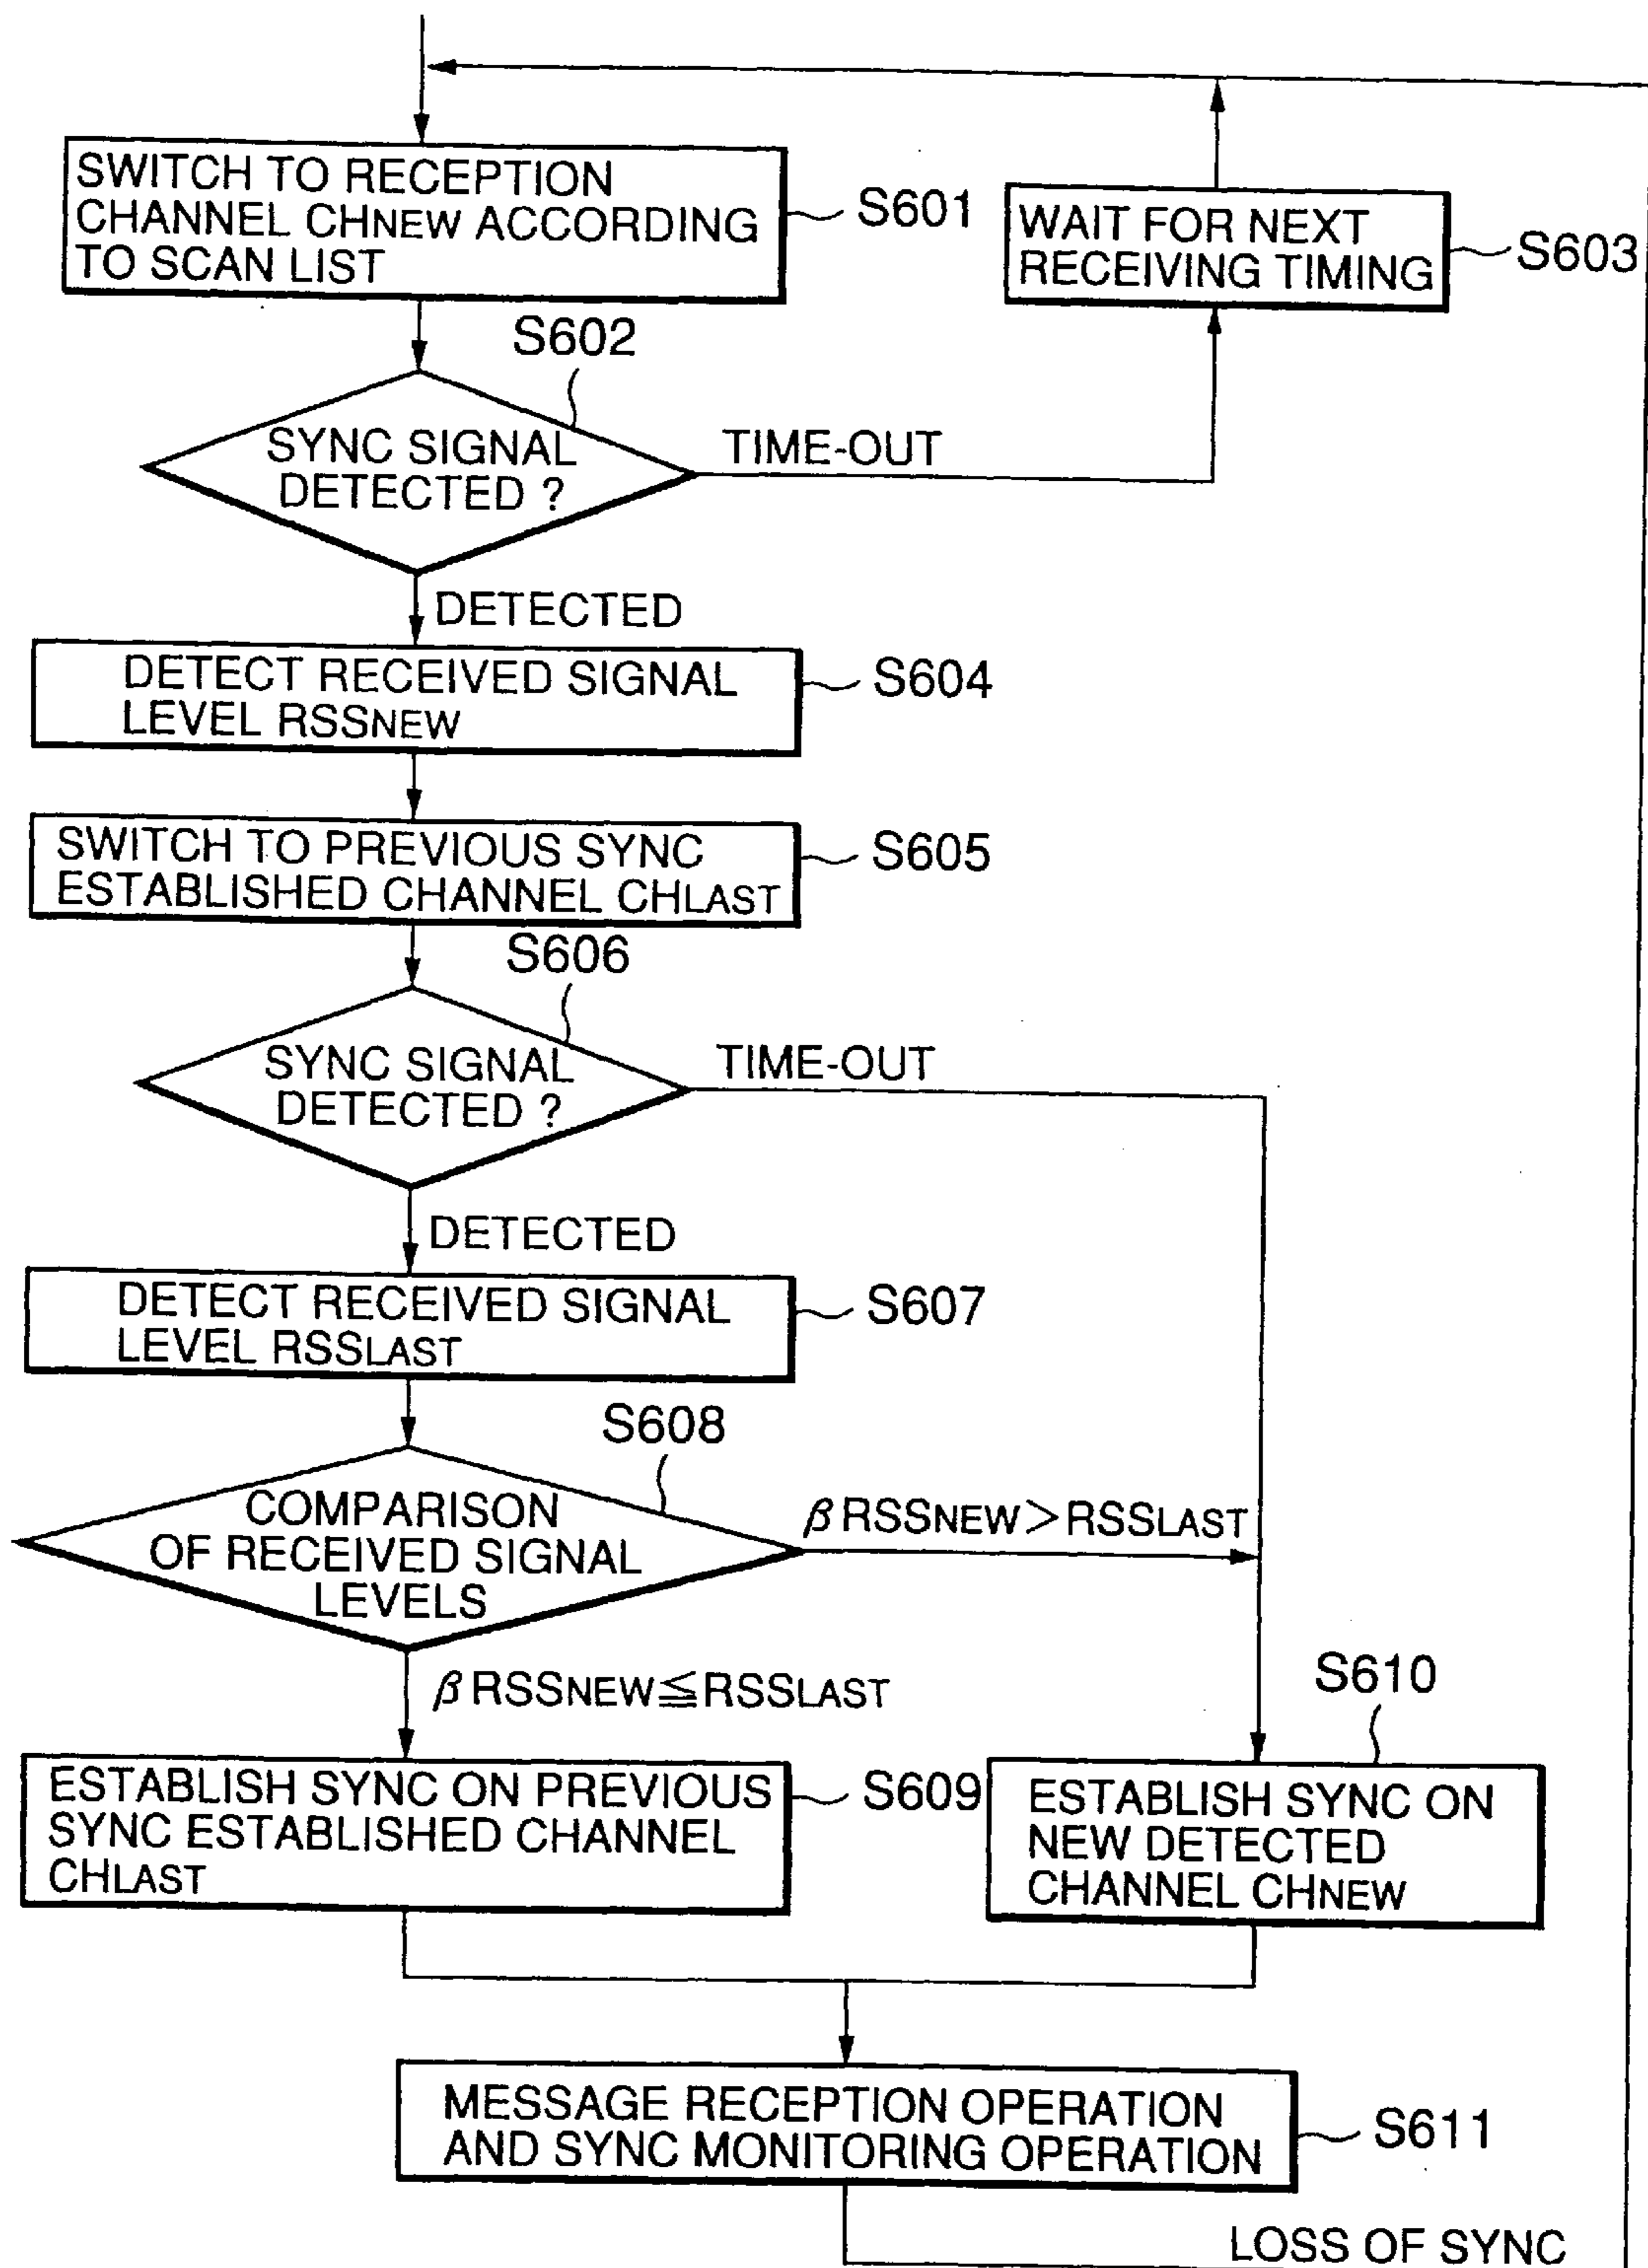 SWITCH TO RECEPTION
CHANNEL CHNEW ACCORDING
TO SCAN LIST
S601
WAIT FOR NEXT
RECEIVING TIMING
S603
S602
SYNC SIGNAL
DETECTED ?
TIME-OUT
DETECTED
DETECT RECEIVED SIGNAL
LEVEL RSSNEW
S604
SWITCH TO PREVIOUS SYNC
ESTABLISHED CHANNEL CHLAST
S605
S606
SYNC SIGNAL
DETECTED ?
TIME-OUT
DETECTED
DETECT RECEIVED SIGNAL
LEVEL RSSLAST
S607
S608
COMPARISON
OF RECEIVED SIGNAL
LEVELS
β RSSNEW>RSSLAST
β RSSNEW≦RSSLAST
ESTABLISH SYNC ON PREVIOUS
SYNC ESTABLISHED CHANNEL
CHLAST
S609
S610
ESTABLISH SYNC ON
NEW DETECTED
CHANNEL CHNEW
MESSAGE RECEPTION OPERATION
AND SYNC MONITORING OPERATION
S611
LOSS OF SYNC